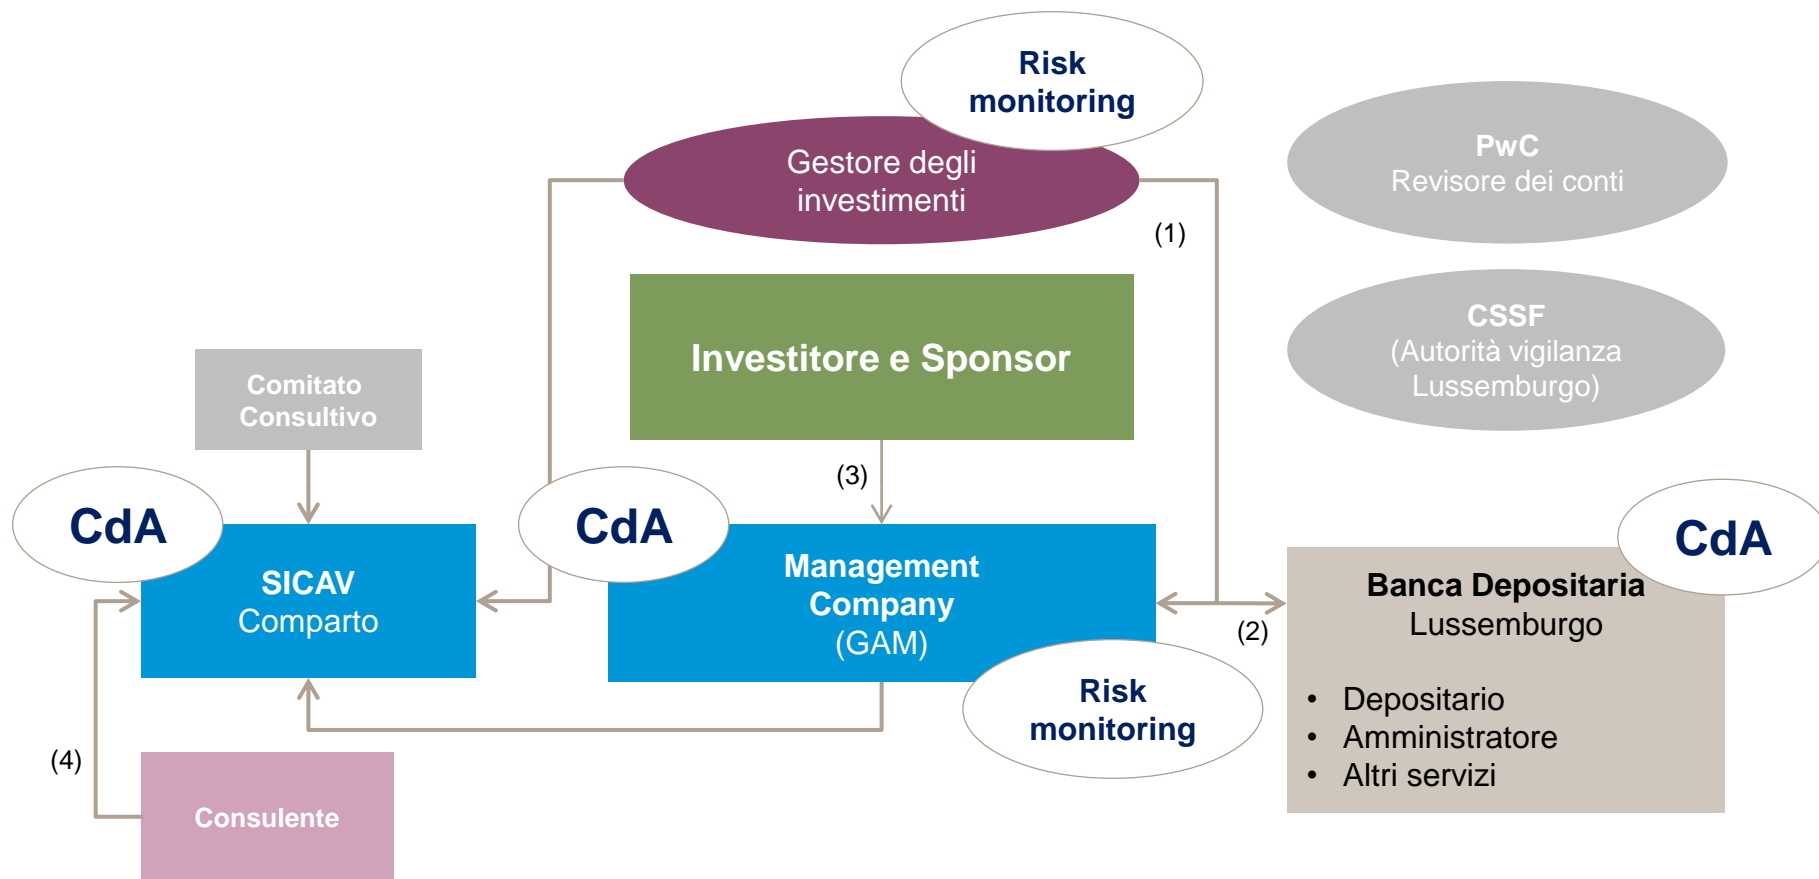 Risk
monitoring
Gestore degli
investimenti
PwC
Revisore dei conti
(1)
CSSF
(Autorità vigilanza
Lussemburgo)
Investitore e Sponsor
Comitato
Consultivo
(3)
CdA
SICAV
Comparto
CdA
Management
Company
(GAM)
Risk
monitoring
(2)
CdA
Banca Depositaria
Lussemburgo
• Depositario
• Amministratore
• Altri servizi
(4)
Consulente